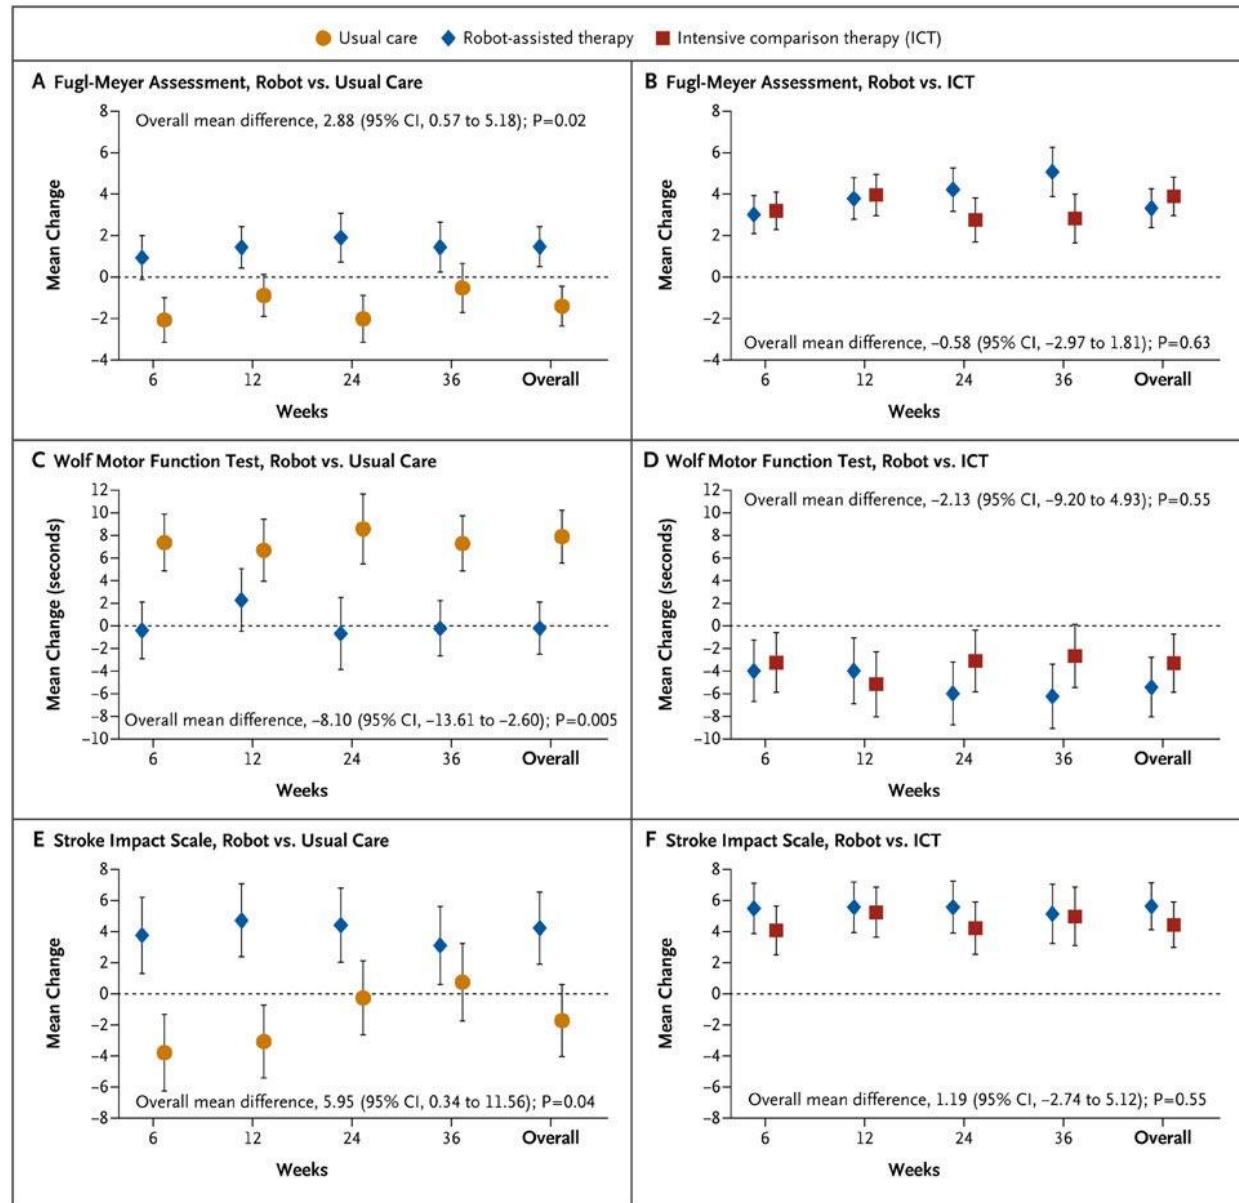 Usual care Robot-assisted therapy Intensive comparison therapy (ICT)
A Fugl-Meyer Assessment, Robot vs. Usual Care
Overall mean difference, 2.88 (95% CI, 0.57 to 5.18); P=0.02
Mean Change
8
6
4
2
0
−2
−4
6 12 24 36 Overall
Weeks
B Fugl-Meyer Assessment, Robot vs. ICT
Mean Change
8
6
4
2
0
−2
−4
Overall mean difference, −0.58 (95% CI, −2.97 to 1.81); P=0.63
6 12 24 36 Overall
Weeks
C Wolf Motor Function Test, Robot vs. Usual Care
Mean Change (seconds)
12
10
8
6
4
2
0
−2
−4
−6
−8
−10
Overall mean difference, −8.10 (95% CI, −13.61 to −2.60); P=0.005
6 12 24 36 Overall
Weeks
D Wolf Motor Function Test, Robot vs. ICT
Overall mean difference, −2.13 (95% CI, −9.20 to 4.93); P=0.55
Mean Change (seconds)
12
10
8
6
4
2
0
−2
−4
−6
−8
−10
6 12 24 36 Overall
Weeks
E Stroke Impact Scale, Robot vs. Usual Care
Mean Change
8
6
4
2
0
−2
−4
−6
−8
Overall mean difference, 5.95 (95% CI, 0.34 to 11.56); P=0.04
6 12 24 36 Overall
Weeks
F Stroke Impact Scale, Robot vs. ICT
Mean Change
8
6
4
2
0
−2
−4
−6
−8
Overall mean difference, 1.19 (95% CI, −2.74 to 5.12); P=0.55
6 12 24 36 Overall
Weeks